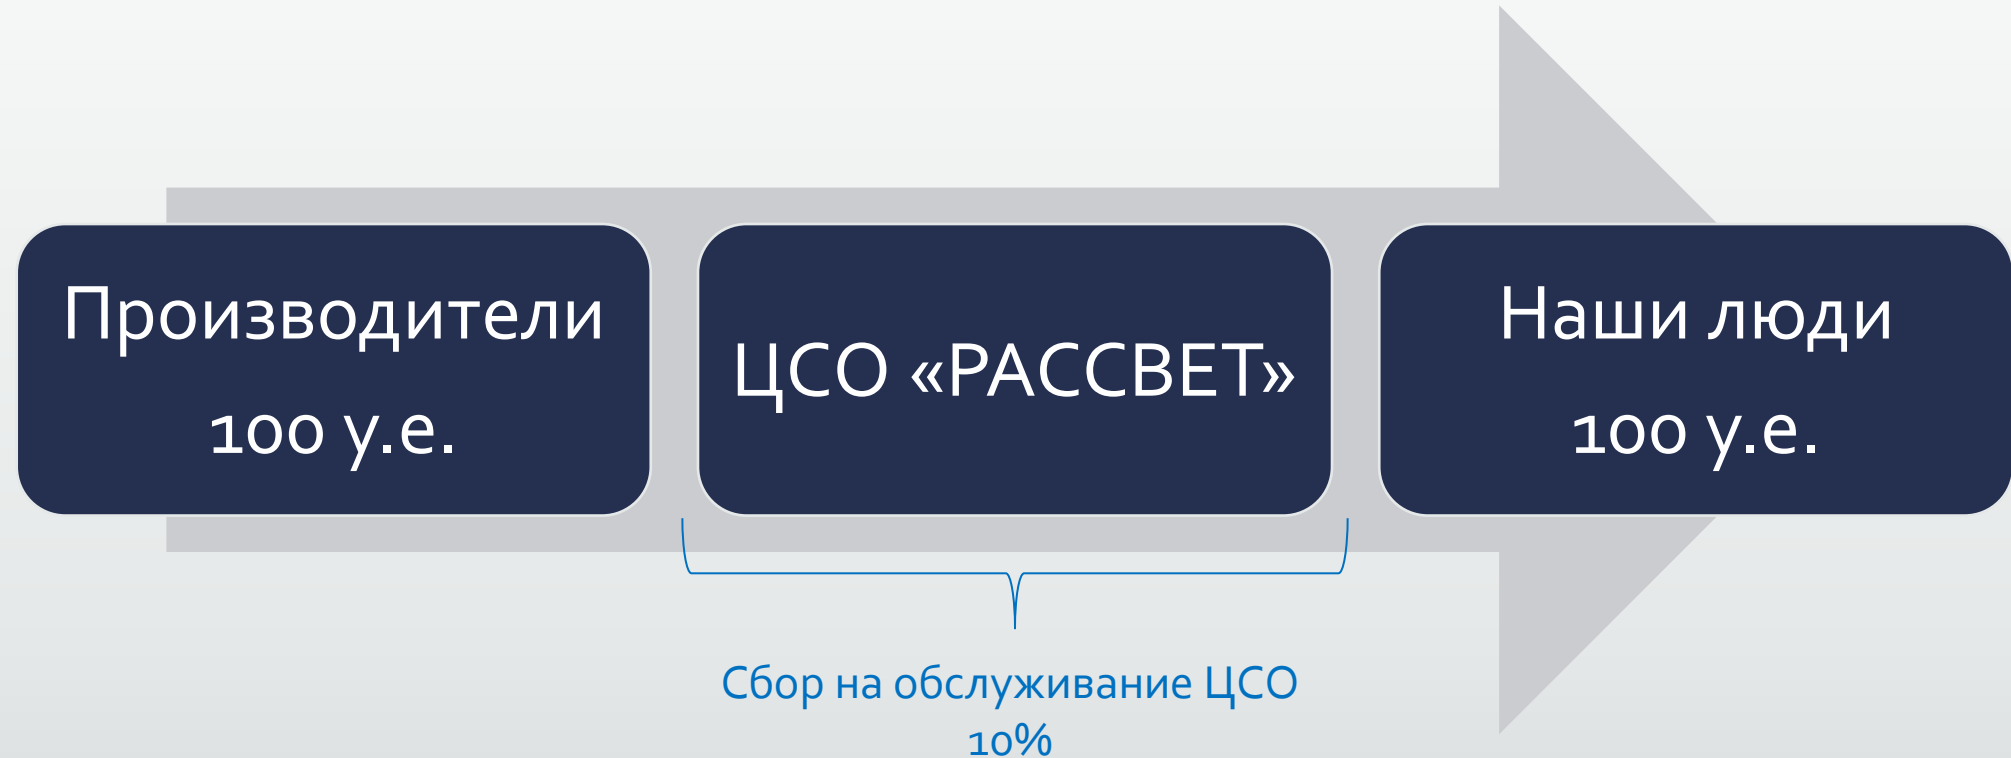 Производители
100 у.е.
ЦСО «РАССВЕТ»
Наши люди
100 у.е.
Сбор на обслуживание ЦСО
10%